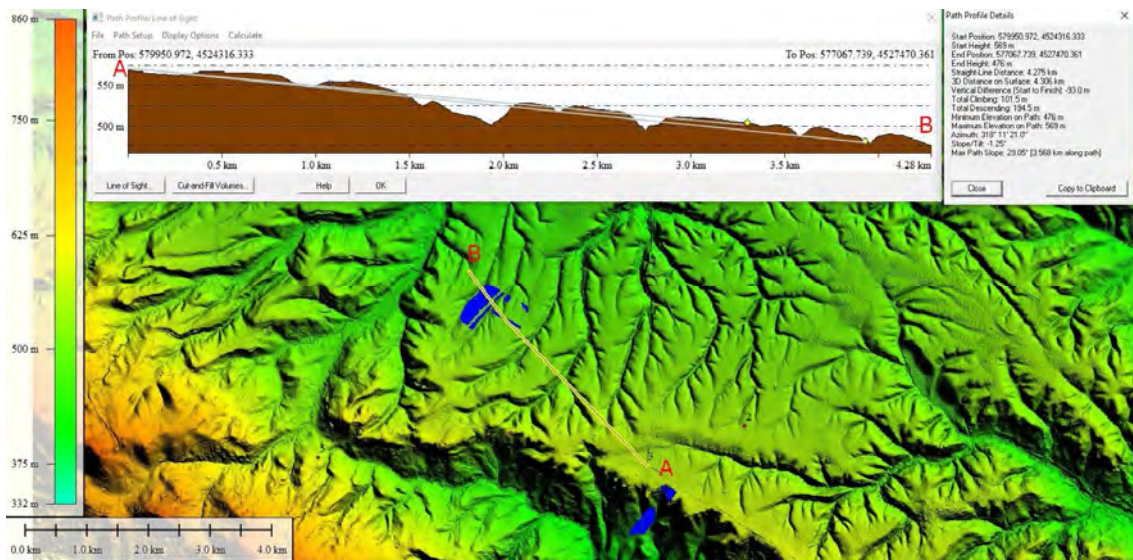 860 m
750 m
625 m
500 m
375 m
332 m
0.0 km 1.0 km 2.0 km 3.0 km 4.0 km
Path Profile/Line of Sight
File Path Setup Display Options Calculate
From Pos: 579950.972, 4524316.333
To Pos: 577067.739, 4527470.361
A
550 m
500 m
B
0.5 km 1.0 km 1.5 km 2.0 km 2.5 km 3.0 km 3.5 km 4.28 km
Line of Sight...
Cut-and-Fill Volumes...
Help
OK
Path Profile Details
Start Position: 579950.972, 4524316.333
Start Height: 569 m
End Position: 577067.739, 4527470.361
End Height: 476 m
Straight-Line Distance: 4.275 km
3D Distance on Surface: 4.306 km
Vertical Difference (Start to Finish): -93.0 m
Total Climbing: 101.5 m
Total Descending: 194.5 m
Minimum Elevation on Path: 476 m
Maximum Elevation on Path: 569 m
Azimuth: 318° 11' 21.0"
Slope/Tilt: -1.25°
Max Path Slope: 29.05° (3.568 km along path)
Close
Copy to Clipboard
B
2
3
A